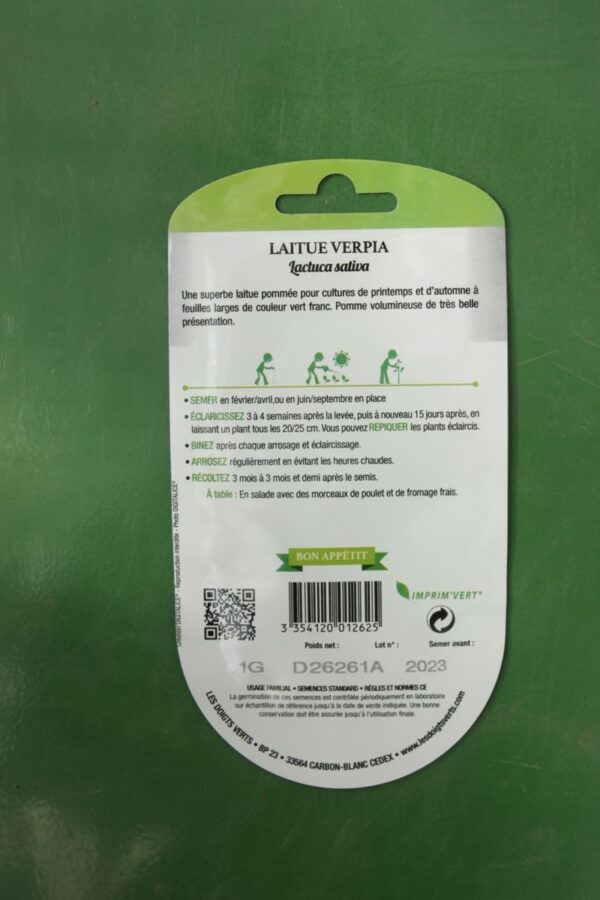 LAITUE VERPIA
Lactuca sativa
Une superbe laitue pommée pour cultures de printemps et d'automne à
feuilles larges de couleur vert franc. Pomme volumineuse de très belle
présentation.
• SEMER en février/avril,ou en juin/septembre en place
• ÉCLARICISSEZ 3 à 4 semaines après la levée, puis à nouveau 15 jours après, en
laissant un plant tous les 20/25 cm. Vous pouvez REPIQUER les plants éclaircis.
• BINEZ après chaque arrosage et éclaircissage.
• ARROSEZ régulièrement en évitant les heures chaudes.
• RÉCOLTEZ 3 mois à 3 mois et demi après le semis.
À table : En salade avec des morceaux de poulet et de fromage frais.
Création DIGITALICE® - Reproduction interdite - Photo DIGITALICE®
BON APPÉTIT
IMPRIM'VERT®
3 354120 012625
Poids net : Lot n° : Semer avant :
1G D26261A 2023
USAGE FAMILIAL • SEMENCES STANDARD • RÈGLES ET NORMES CE
La germination de ces semences est contrôlée périodiquement en laboratoire
sur échantillon de référence jusqu'à la date de vente indiquée. Une bonne
conservation doit être assurée jusqu'à l'utilisation finale.
LES DOIGTS VERTS • BP 23 • 33564 CARBON-BLANC CEDEX • www.lesdoigtsverts.com